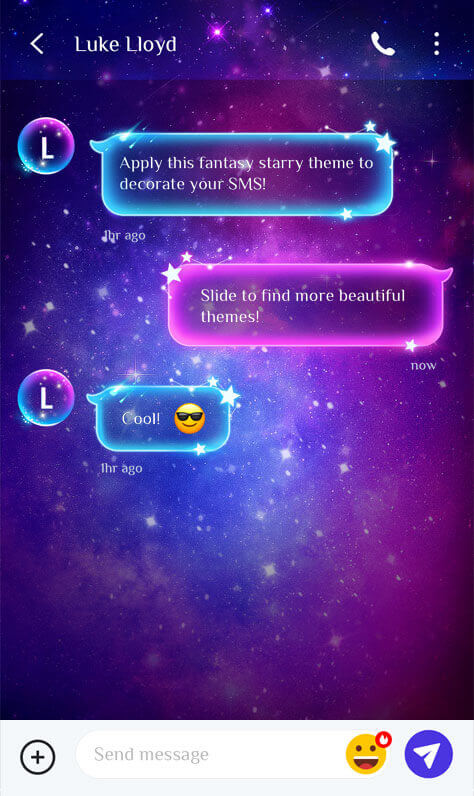 Luke Lloyd
L
Apply this fantasy starry theme to
decorate your SMS!
1hr ago
Slide to find more beautiful
themes!
now
L
Cool! 😎
1hr ago
Send message